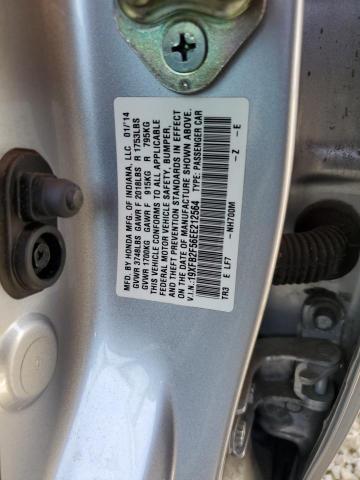 MFD. BY HONDA MFG. OF INDIANA, LLC 01/'14
GVWR 3748LBS GAWR F 2018LBS R 1753LBS
GVWR 1700KG GAWR F 915KG R 795KG
THIS VEHICLE CONFORMS TO ALL APPLICABLE
FEDERAL MOTOR VEHICLE SAFETY, BUMPER,
AND THEFT PREVENTION STANDARDS IN EFFECT
ON THE DATE OF MANUFACTURE SHOWN ABOVE.
V.I.N.: 19XFB2F56EE212564 TYPE: PASSENGER CAR
-NH700M - Z - E
TR3 E LF7